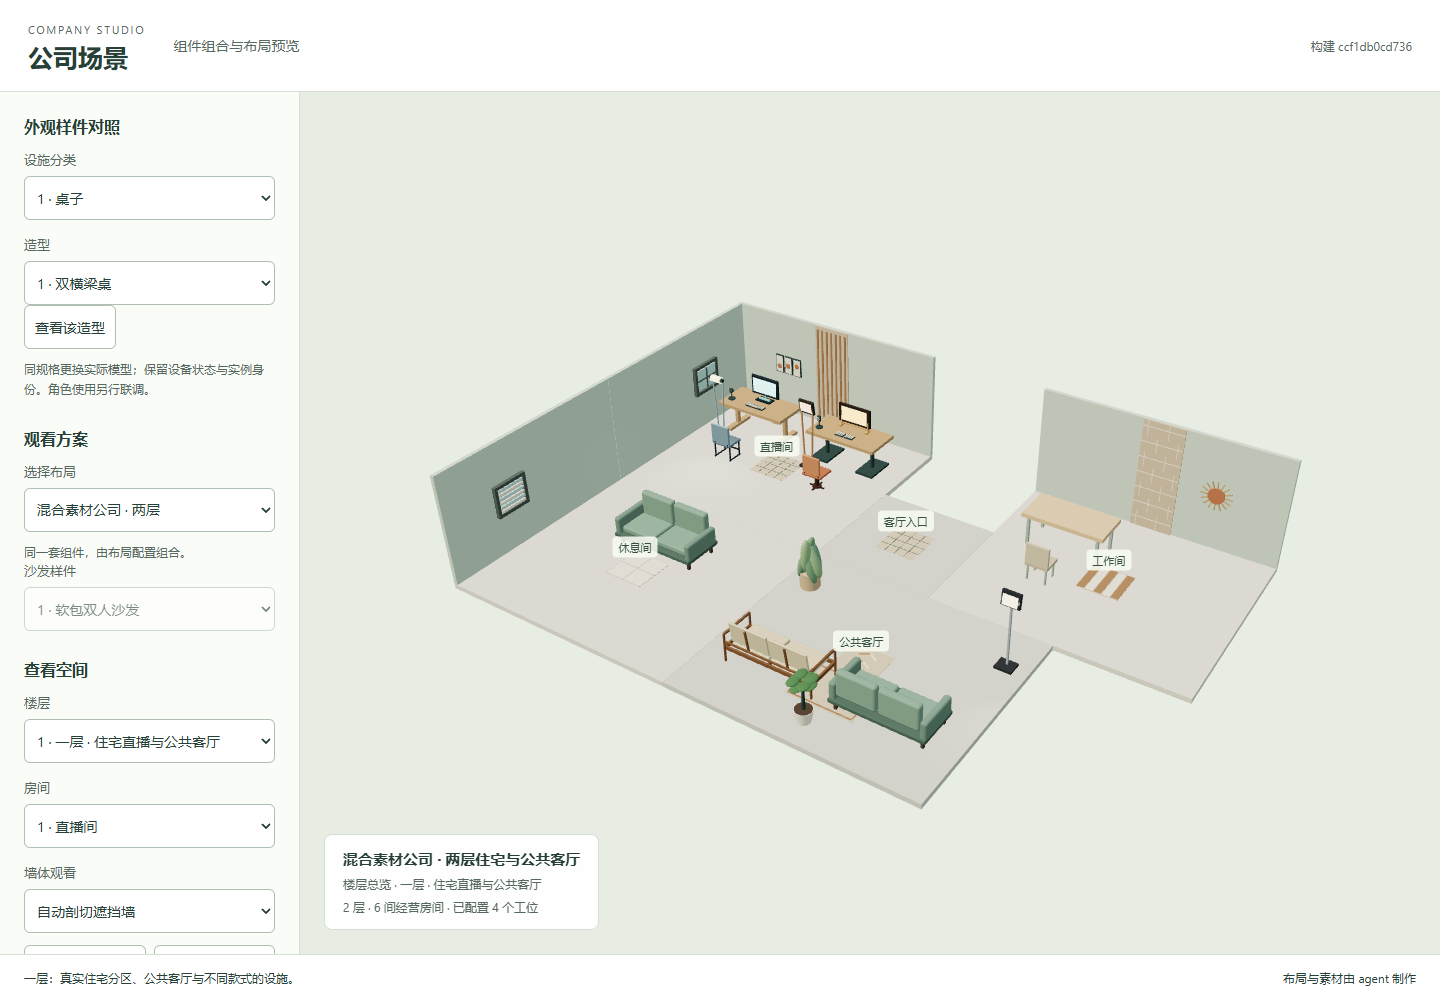 COMPANY STUDIO
公司场景
组件组合与布局预览
构建 ccf1db0cd736
外观样件对照
设施分类
1 · 桌子
造型
1 · 双横梁桌
查看该造型
同规格更换实际模型；保留设备状态与实例身
份。角色使用另行联调。
观看方案
选择布局
混合素材公司 · 两层
同一套组件，由布局配置组合。
沙发样件
1 · 软包双人沙发
查看空间
楼层
1 · 一层 · 住宅直播与公共客厅
房间
1 · 直播间
墙体观看
自动剖切遮挡墙
直播间
客厅入口
休息间
工作间
公共客厅
混合素材公司 · 两层住宅与公共客厅
楼层总览 · 一层 · 住宅直播与公共客厅
2 层 · 6 间经营房间 · 已配置 4 个工位
一层：真实住宅分区、公共客厅与不同款式的设施。
布局与素材由 agent 制作